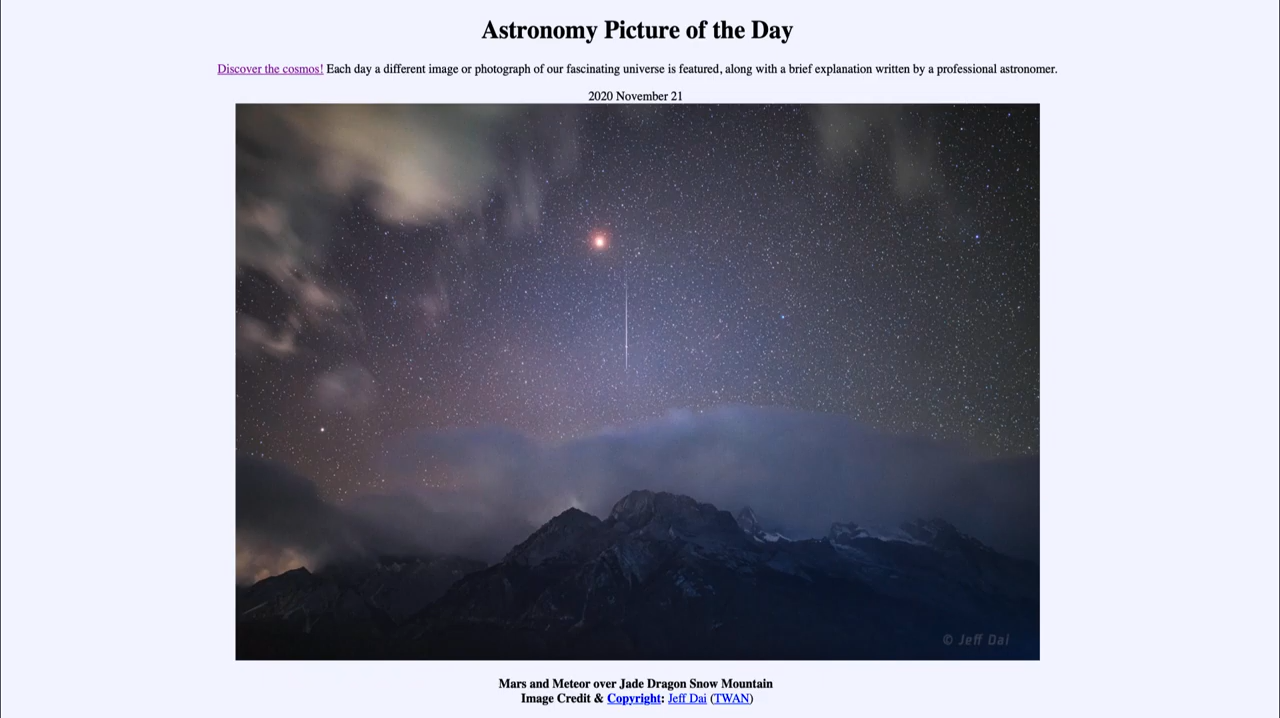 Astronomy Picture of the Day
Discover the cosmos! Each day a different image or photograph of our fascinating universe is featured, along with a brief explanation written by a professional astronomer.
2020 November 21
© Jeff Dai
Mars and Meteor over Jade Dragon Snow Mountain
Image Credit & Copyright: Jeff Dai (TWAN)